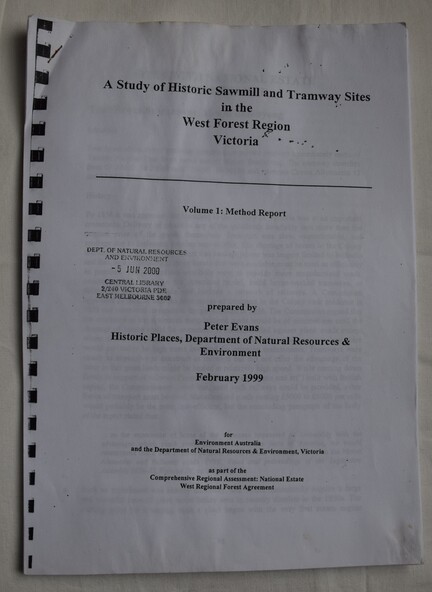 A Study of Historic Sawmill and Tramway Sites
in the
West Forest Region
Victoria
Volume 1: Method Report
DEPT. OF NATURAL RESOURCES
AND ENVIRONMENT
- 5 JUN 2000
CENTRAL LIBRARY
2/240 VICTORIA PDE
EAST MELBOURNE 3002
prepared by
Peter Evans
Historic Places, Department of Natural Resources &
Environment
February 1999
for
Environment Australia
and the Department of Natural Resources & Environment, Victoria
as part of the
Comprehensive Regional Assessment: National Estate
West Regional Forest Agreement